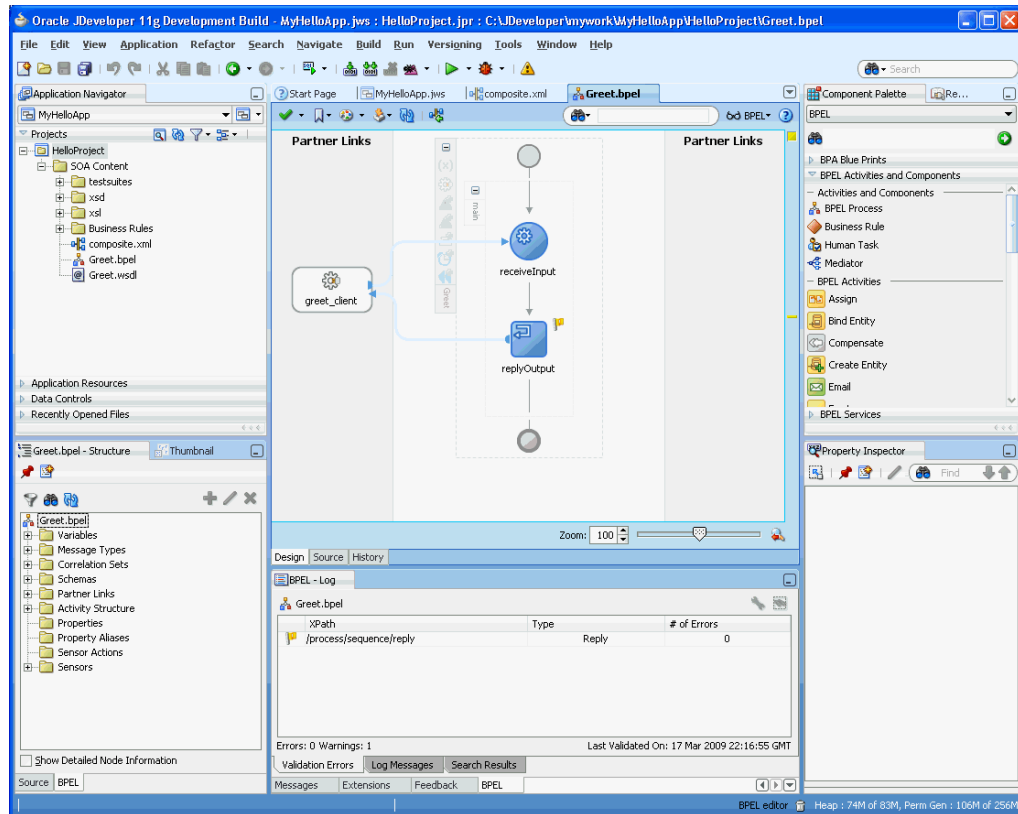 Oracle JDeveloper 11g Development Build - MyHelloApp.jws : HelloProject.jpr : C:\JDeveloper\mywork\MyHelloApp\HelloProject\Greet.bpel
File Edit View Application Refactor Search Navigate Build Run Versioning Tools Window Help
Search
Application Navigator
MyHelloApp
Projects
HelloProject
SOA Content
testsuites
xsd
xsl
Business Rules
composite.xml
Greet.bpel
Greet.wsdl
Application Resources
Data Controls
Recently Opened Files
Greet.bpel - Structure Thumbnail
Greet.bpel
Variables
Message Types
Correlation Sets
Schemas
Partner Links
Activity Structure
Properties
Property Aliases
Sensor Actions
Sensors
Show Detailed Node Information
Source BPEL
Start Page MyHelloApp.jws composite.xml Greet.bpel
BPEL
Partner Links Partner Links
(x)
main
receiveInput
greet_client
Greet
replyOutput
Zoom: 100
Design Source History
BPEL - Log
Greet.bpel
XPath Type # of Errors
/process/sequence/reply Reply 0
Errors: 0 Warnings: 1 Last Validated On: 17 Mar 2009 22:16:55 GMT
Validation Errors Log Messages Search Results
Messages Extensions Feedback BPEL
Component Palette Re...
BPEL
BPA Blue Prints
BPEL Activities and Components
Activities and Components
BPEL Process
Business Rule
Human Task
Mediator
BPEL Activities
Assign
Bind Entity
Compensate
Create Entity
Email
BPEL Services
Property Inspector
Find
BPEL editor Heap : 74M of 83M, Perm Gen : 106M of 256M